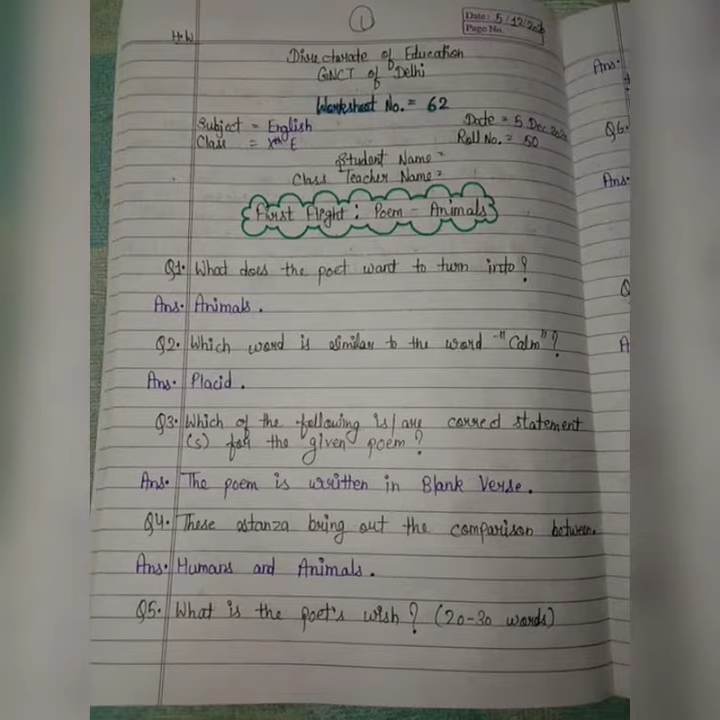 1
H.W
Date: 5/12/20
Page No.
Directorate of Education
GNCT of Delhi
Worksheet No. = 62
Subject = English
Date = 5 Dec
Class = Xth E
Roll No. = 50
Student Name =
Class Teacher Name =
First Flight : Poem - Animals
Q1. What does the poet want to turn into?
Ans. Animals.
Q2. Which word is similar to the word "Calm"?
Ans. Placid.
Q3. Which of the following is/are correct statement
(s) for the given poem?
Ans. The poem is written in Blank Verse.
Q4. These stanza bring out the comparison between.
Ans. Humans and Animals.
Q5. What is the poet's wish? (20-30 words)
Ans.
Q6.
Ans.
Q
A